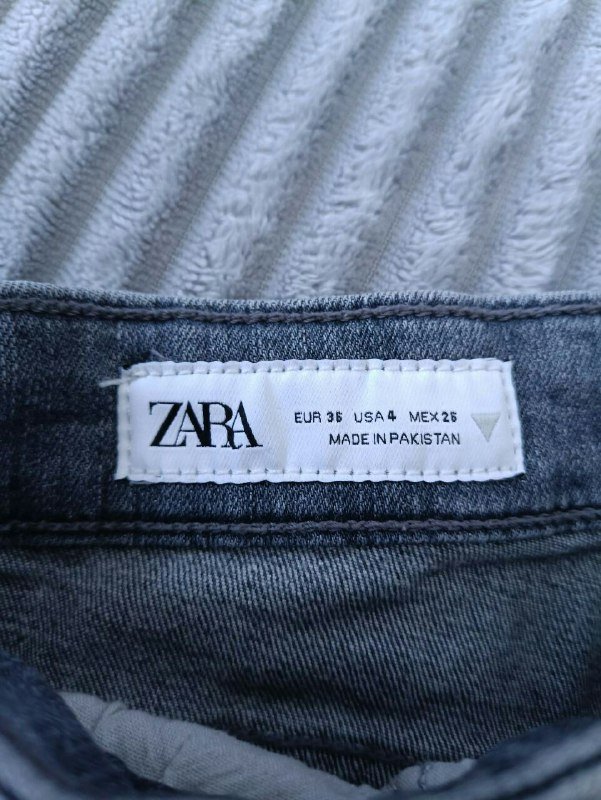 ZARA
EUR 36 USA 4 MEX 26
MADE IN PAKISTAN